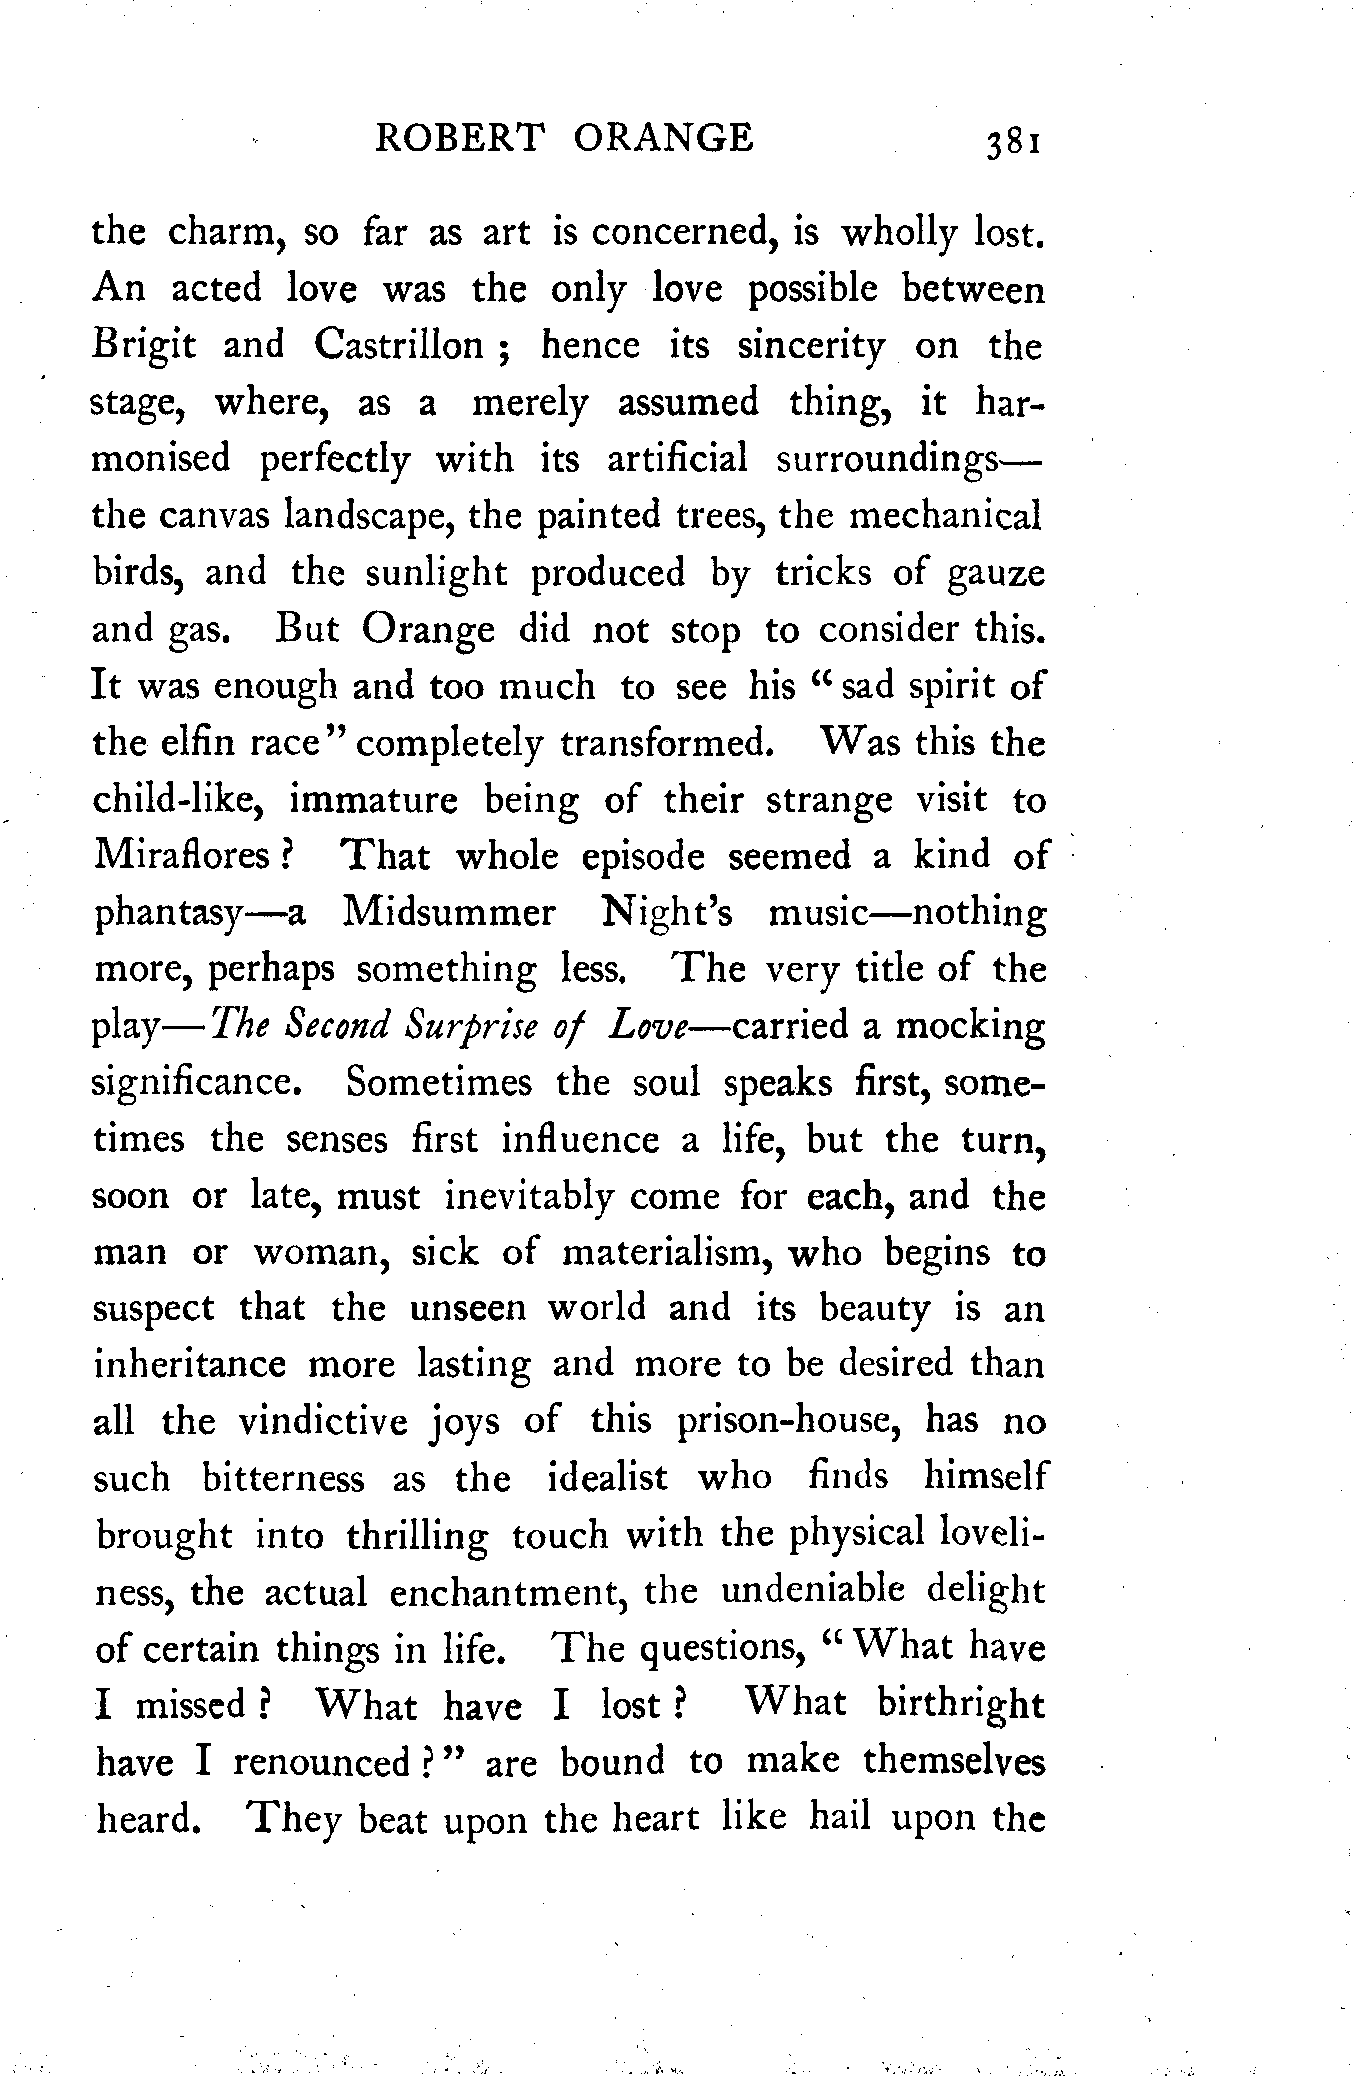 ROBERT ORANGE 381
the charm, so far as art is concerned, is wholly lost.
An acted love was the only love possible between
Brigit and Castrillon ; hence its sincerity on the
stage, where, as a merely assumed thing, it har-
monised perfectly with its artificial surroundings—
the canvas landscape, the painted trees, the mechanical
birds, and the sunlight produced by tricks of gauze
and gas. But Orange did not stop to consider this.
It was enough and too much to see his “ sad spirit of
the elfin race ” completely transformed. Was this the
child-like, immature being of their strange visit to
Miraflores ? That whole episode seemed a kind of
phantasy—a Midsummer Night’s music—nothing
more, perhaps something less. The very title of the
play—The Second Surprise of Love—carried a mocking
significance. Sometimes the soul speaks first, some-
times the senses first influence a life, but the turn,
soon or late, must inevitably come for each, and the
man or woman, sick of materialism, who begins to
suspect that the unseen world and its beauty is an
inheritance more lasting and more to be desired than
all the vindictive joys of this prison-house, has no
such bitterness as the idealist who finds himself
brought into thrilling touch with the physical loveli-
ness, the actual enchantment, the undeniable delight
of certain things in life. The questions, “ What have
I missed ? What have I lost ? What birthright
have I renounced ? ” are bound to make themselves
heard. They beat upon the heart like hail upon the